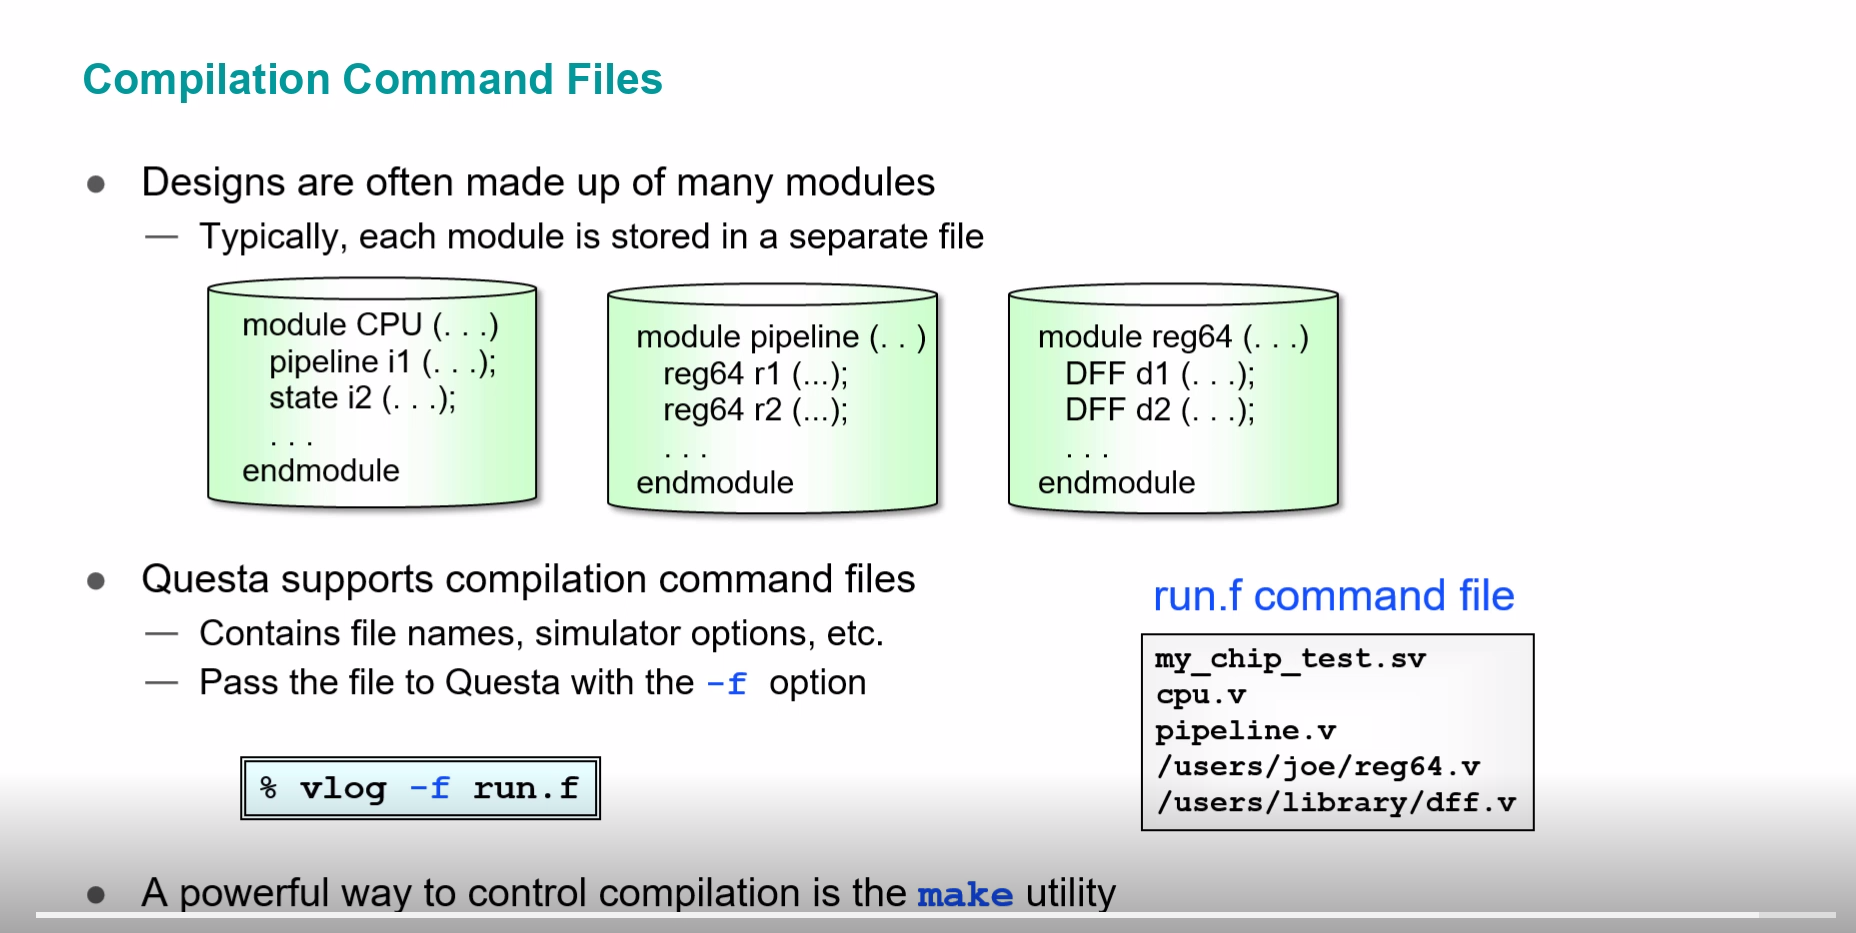 Compilation Command Files
● Designs are often made up of many modules
— Typically, each module is stored in a separate file
module CPU (. . .)
pipeline i1 (. . .);
state i2 (. . .);
. . .
endmodule
module pipeline (. . )
reg64 r1 (...);
reg64 r2 (...);
. . .
endmodule
module reg64 (. . .)
DFF d1 (. . .);
DFF d2 (. . .);
. . .
endmodule
● Questa supports compilation command files
— Contains file names, simulator options, etc.
— Pass the file to Questa with the -f option
% vlog -f run.f
run.f command file
my_chip_test.sv
cpu.v
pipeline.v
/users/joe/reg64.v
/users/library/dff.v
● A powerful way to control compilation is the make utility